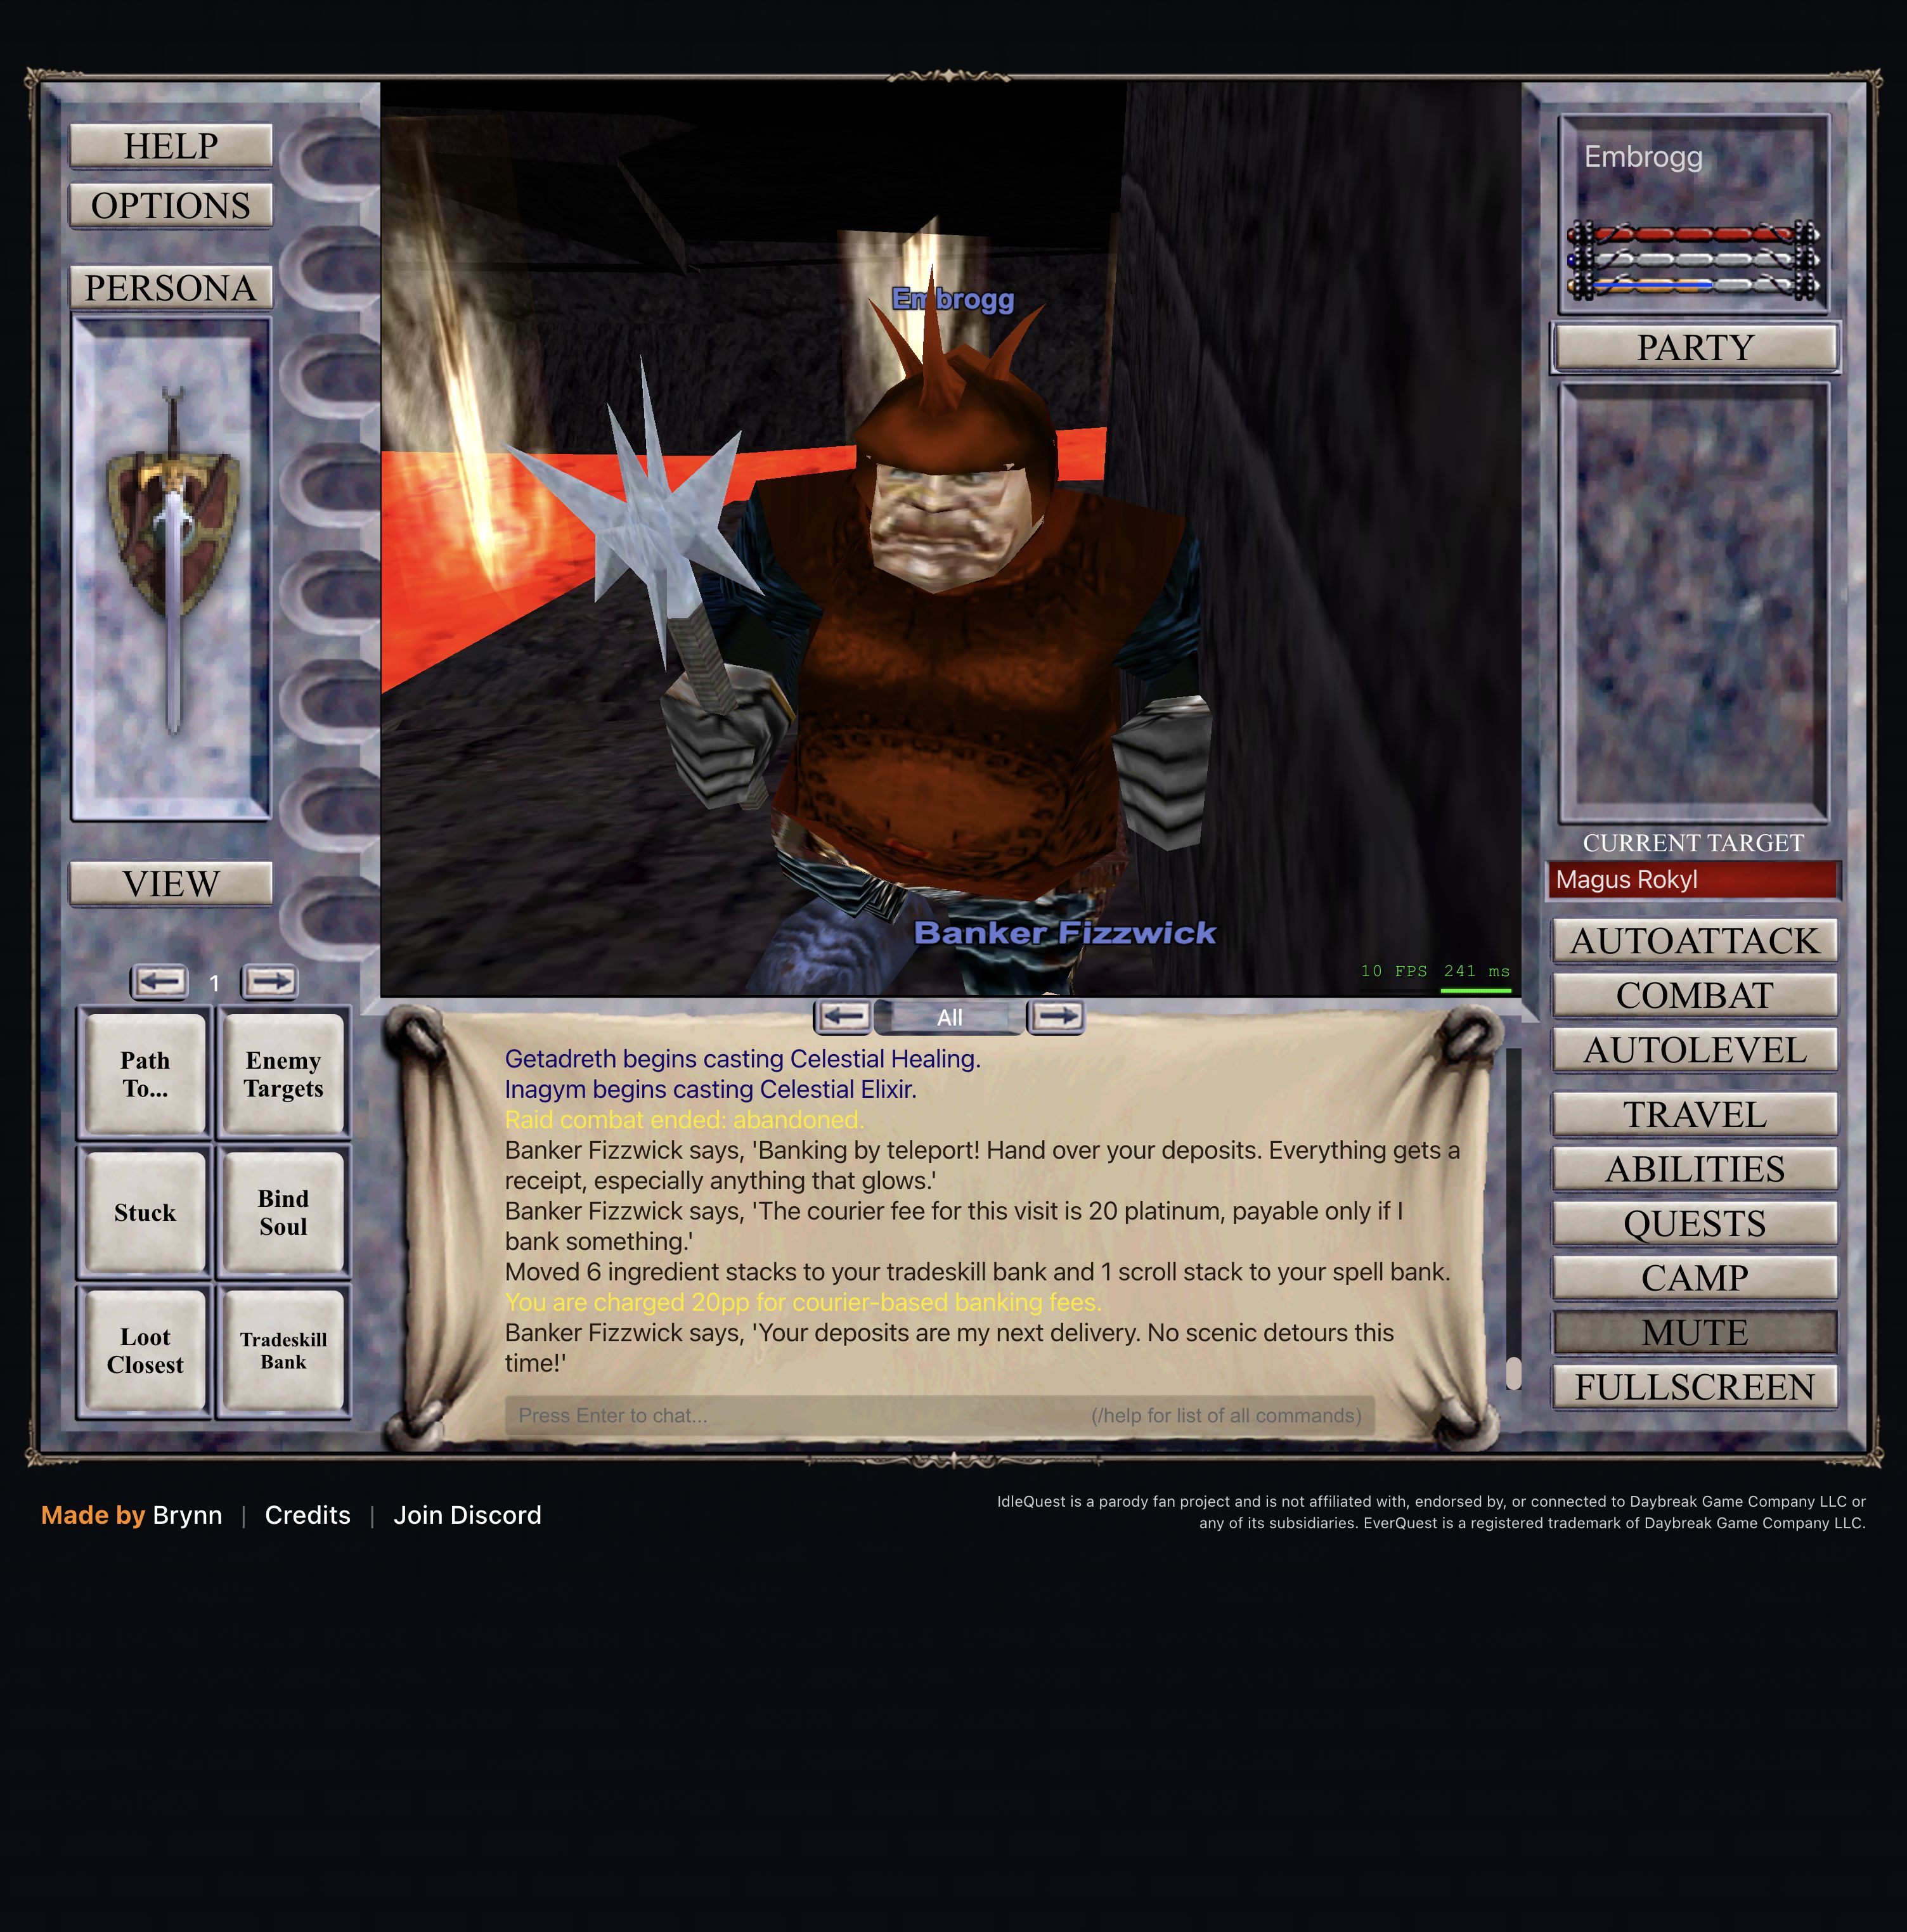 HELP
OPTIONS
PERSONA
VIEW
1
Path
To...
Enemy
Targets
Stuck
Bind
Soul
Loot
Closest
Tradeskill
Bank
Embrogg
Banker Fizzwick
10 FPS 241 ms
All
Getadreth begins casting Celestial Healing.
Inagym begins casting Celestial Elixir.
Raid combat ended: abandoned.
Banker Fizzwick says, 'Banking by teleport! Hand over your deposits. Everything gets a
receipt, especially anything that glows.'
Banker Fizzwick says, 'The courier fee for this visit is 20 platinum, payable only if I
bank something.'
Moved 6 ingredient stacks to your tradeskill bank and 1 scroll stack to your spell bank.
You are charged 20pp for courier-based banking fees.
Banker Fizzwick says, 'Your deposits are my next delivery. No scenic detours this
time!'
Press Enter to chat... (/help for list of all commands)
Embrogg
PARTY
CURRENT TARGET
Magus Rokyl
AUTOATTACK
COMBAT
AUTOLEVEL
TRAVEL
ABILITIES
QUESTS
CAMP
MUTE
FULLSCREEN
Made by Brynn | Credits | Join Discord
IdleQuest is a parody fan project and is not affiliated with, endorsed by, or connected to Daybreak Game Company LLC or
any of its subsidiaries. EverQuest is a registered trademark of Daybreak Game Company LLC.